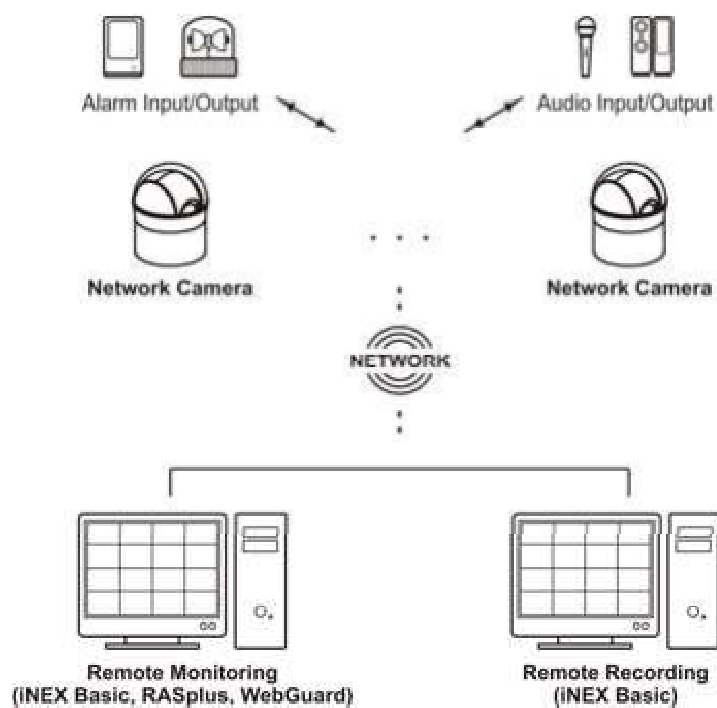 Alarm Input/Output
Audio Input/Output
Network Camera
Network Camera
NETWORK
Remote Monitoring
(iNEX Basic, RASplus, WebGuard)
Remote Recording
(iNEX Basic)